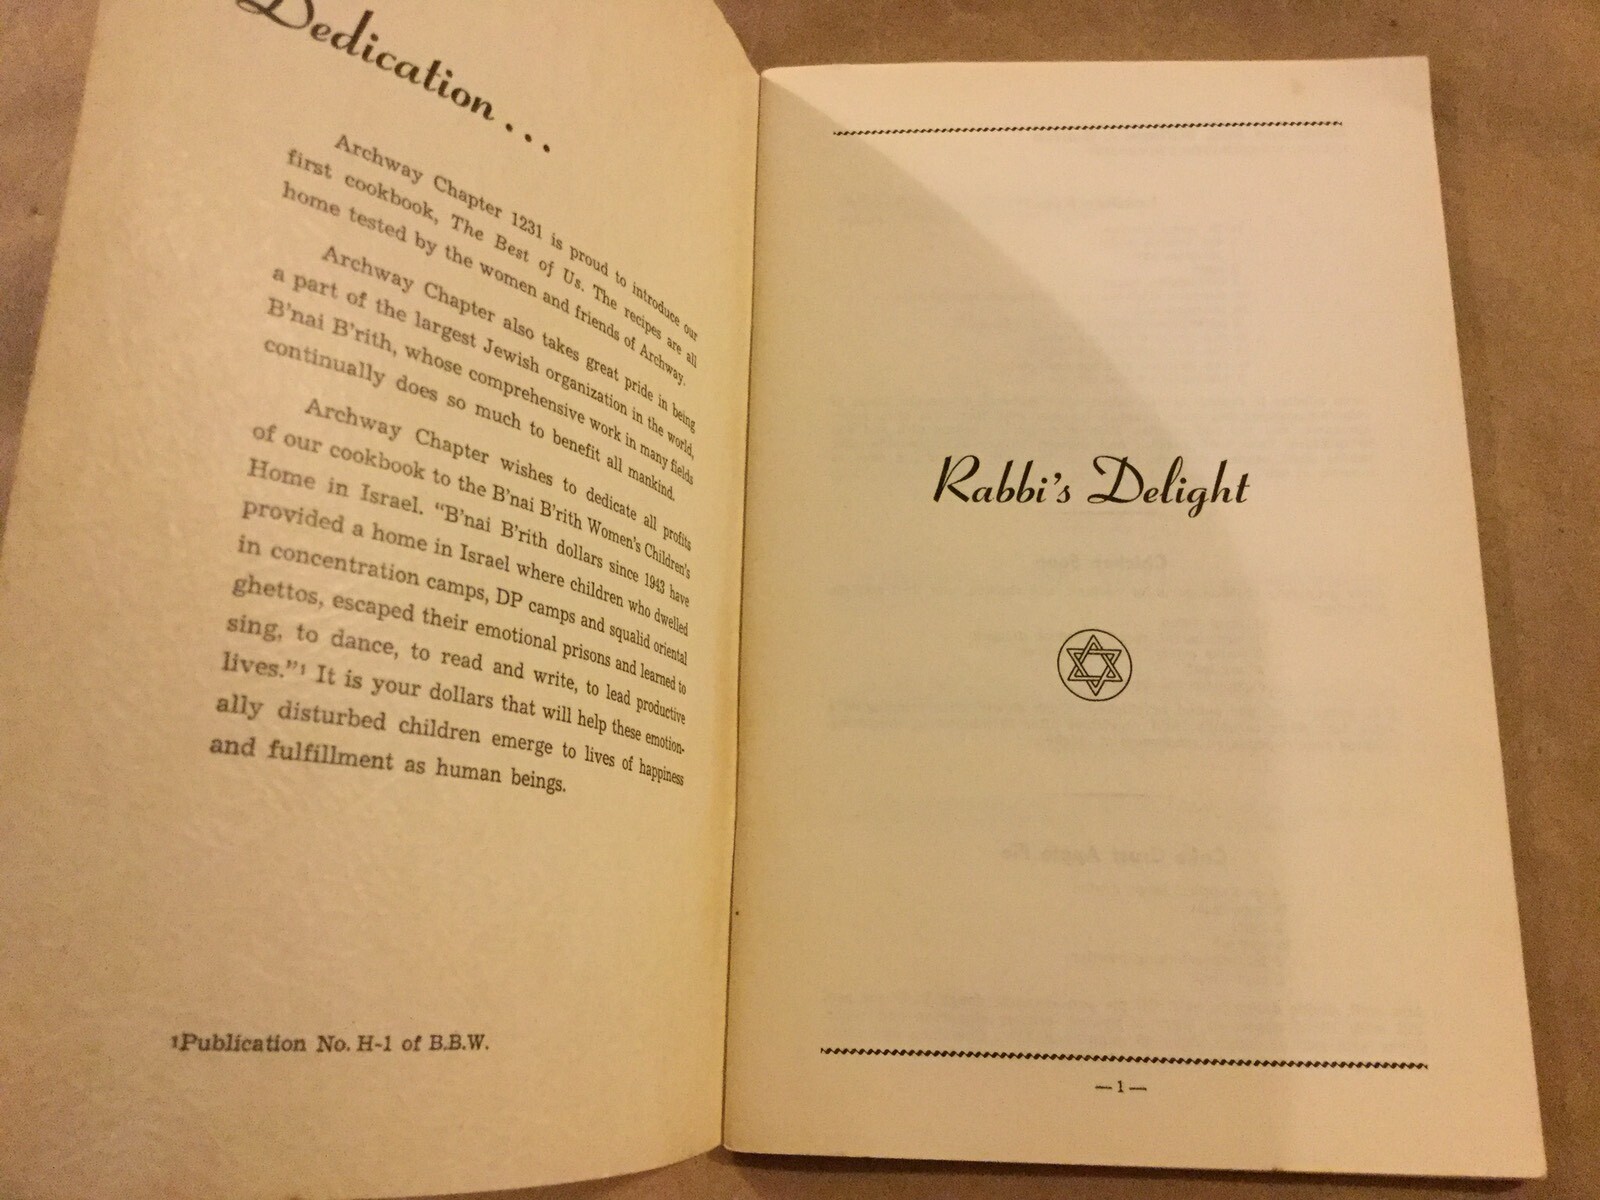 Dedication . . .
Archway Chapter 1231 is proud to introduce our
first cookbook, The Best of Us. The recipes are all
home tested by the women and friends of Archway.
Archway Chapter also takes great pride in being
a part of the largest Jewish organization in the world,
B'nai B'rith, whose comprehensive work in many fields
continually does so much to benefit all mankind.
Archway Chapter wishes to dedicate all profits
of our cookbook to the B'nai B'rith Women's Children's
Home in Israel. "B'nai B'rith dollars since 1943 have
provided a home in Israel where children who dwelled
in concentration camps, DP camps and squalid oriental
ghettos, escaped their emotional prisons and learned to
sing, to dance, to read and write, to lead productive
lives."¹ It is your dollars that will help these emotion-
ally disturbed children emerge to lives of happiness
and fulfillment as human beings.
¹Publication No. H-1 of B.B.W.
Rabbi's Delight
—1—